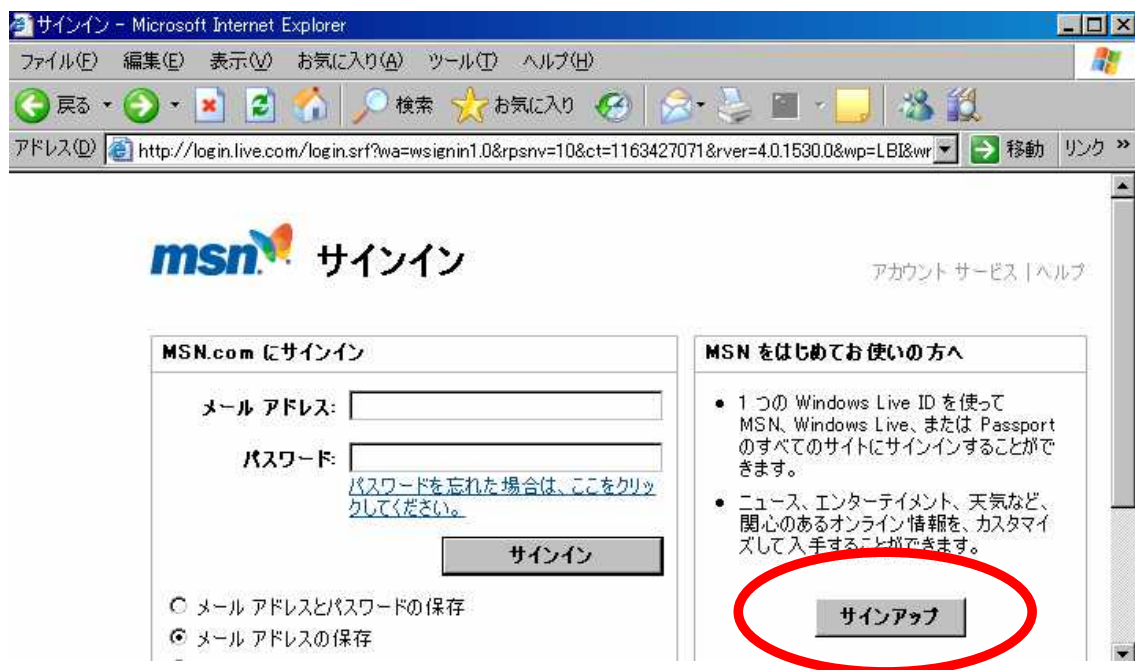 サインイン - Microsoft Internet Explorer
ファイル(F) 編集(E) 表示(V) お気に入り(A) ツール(T) ヘルプ(H)
戻る 検索 お気に入り
アドレス(D) http://login.live.com/login.srf?wa=wsignin1.0&rpsnv=10&ct=1163427071&rver=4.0.1530.0&wp=LBI&wr 移動 リンク »
msn サインイン
アカウント サービス | ヘルプ
MSN.com にサインイン
メール アドレス:
パスワード:
パスワードを忘れた場合は、ここをクリッ
クしてください。
サインイン
メール アドレスとパスワードの保存
メール アドレスの保存
MSN をはじめてお使いの方へ
• 1 つの Windows Live ID を使って
MSN、Windows Live、または Passport
のすべてのサイトにサインインすることがで
きます。
• ニュース、エンターテイメント、天気など、
関心のあるオンライン情報を、カスタマイ
ズして入手することができます。
サインアップ